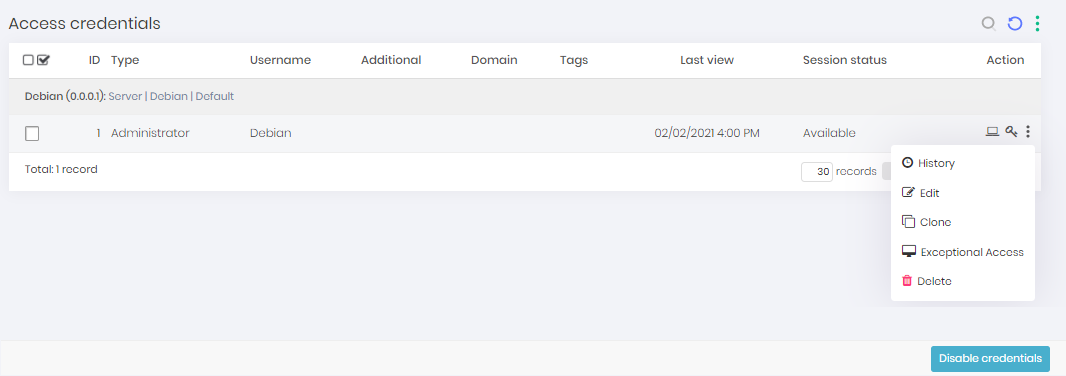 Access credentials
ID Type Username Additional Domain Tags Last view Session status Action
Debian (0.0.0.1): Server | Debian | Default
1 Administrator Debian 02/02/2021 4:00 PM Available
Total: 1 record 30 records
History
Edit
Clone
Exceptional Access
Delete
Disable credentials